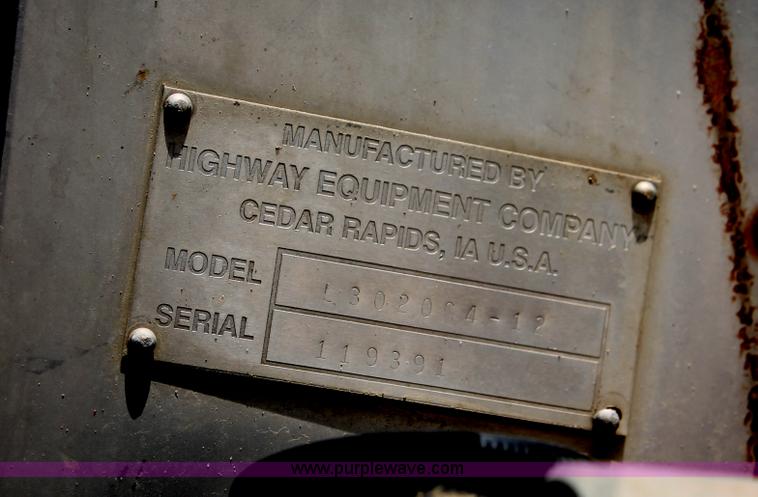 MANUFACTURED BY
HIGHWAY EQUIPMENT COMPANY
CEDAR RAPIDS, IA U.S.A.
MODEL
SERIAL 119391
www.purplewave.com